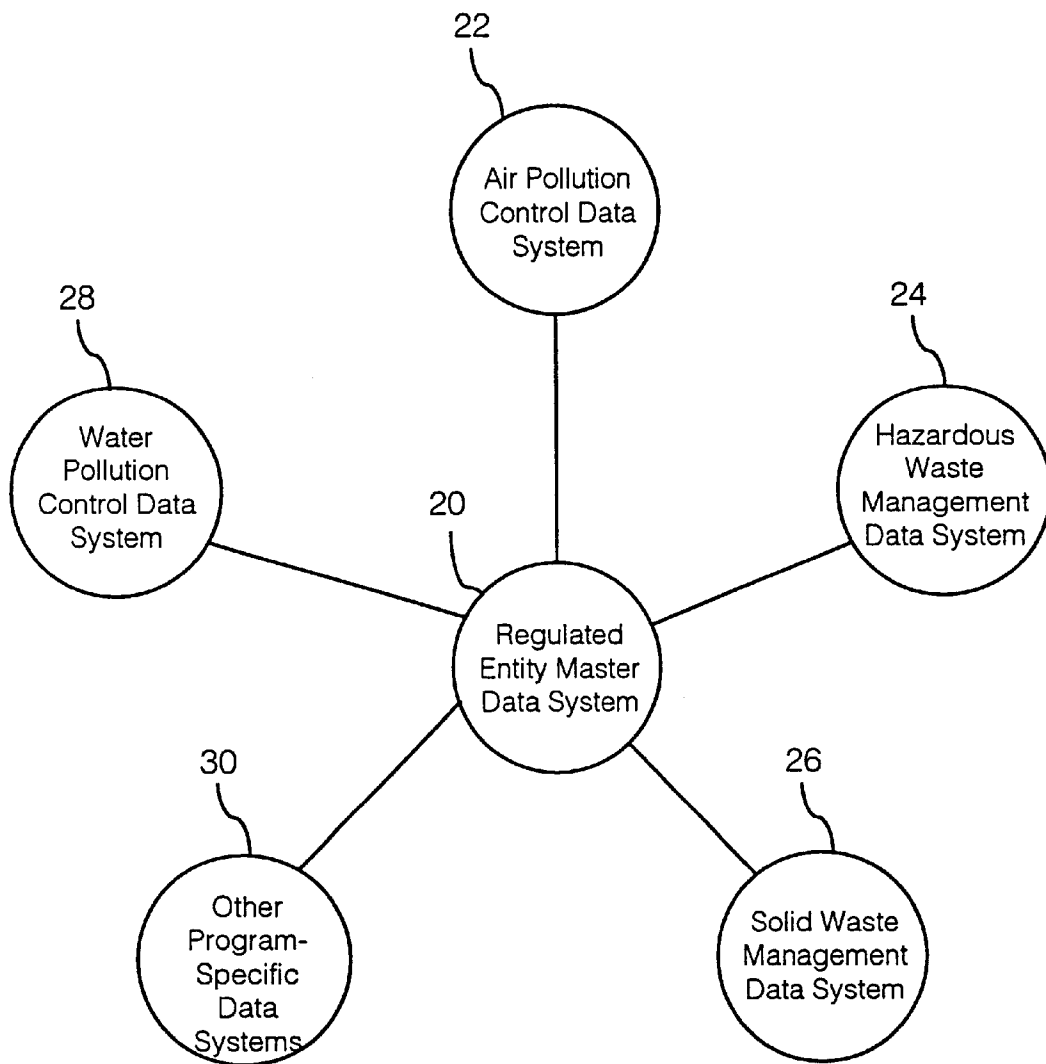 22
Air Pollution
Control Data
System
28
Water
Pollution
Control Data
System
24
Hazardous
Waste
Management
Data System
20
Regulated
Entity Master
Data System
30
Other
Program-
Specific
Data
Systems
26
Solid Waste
Management
Data System